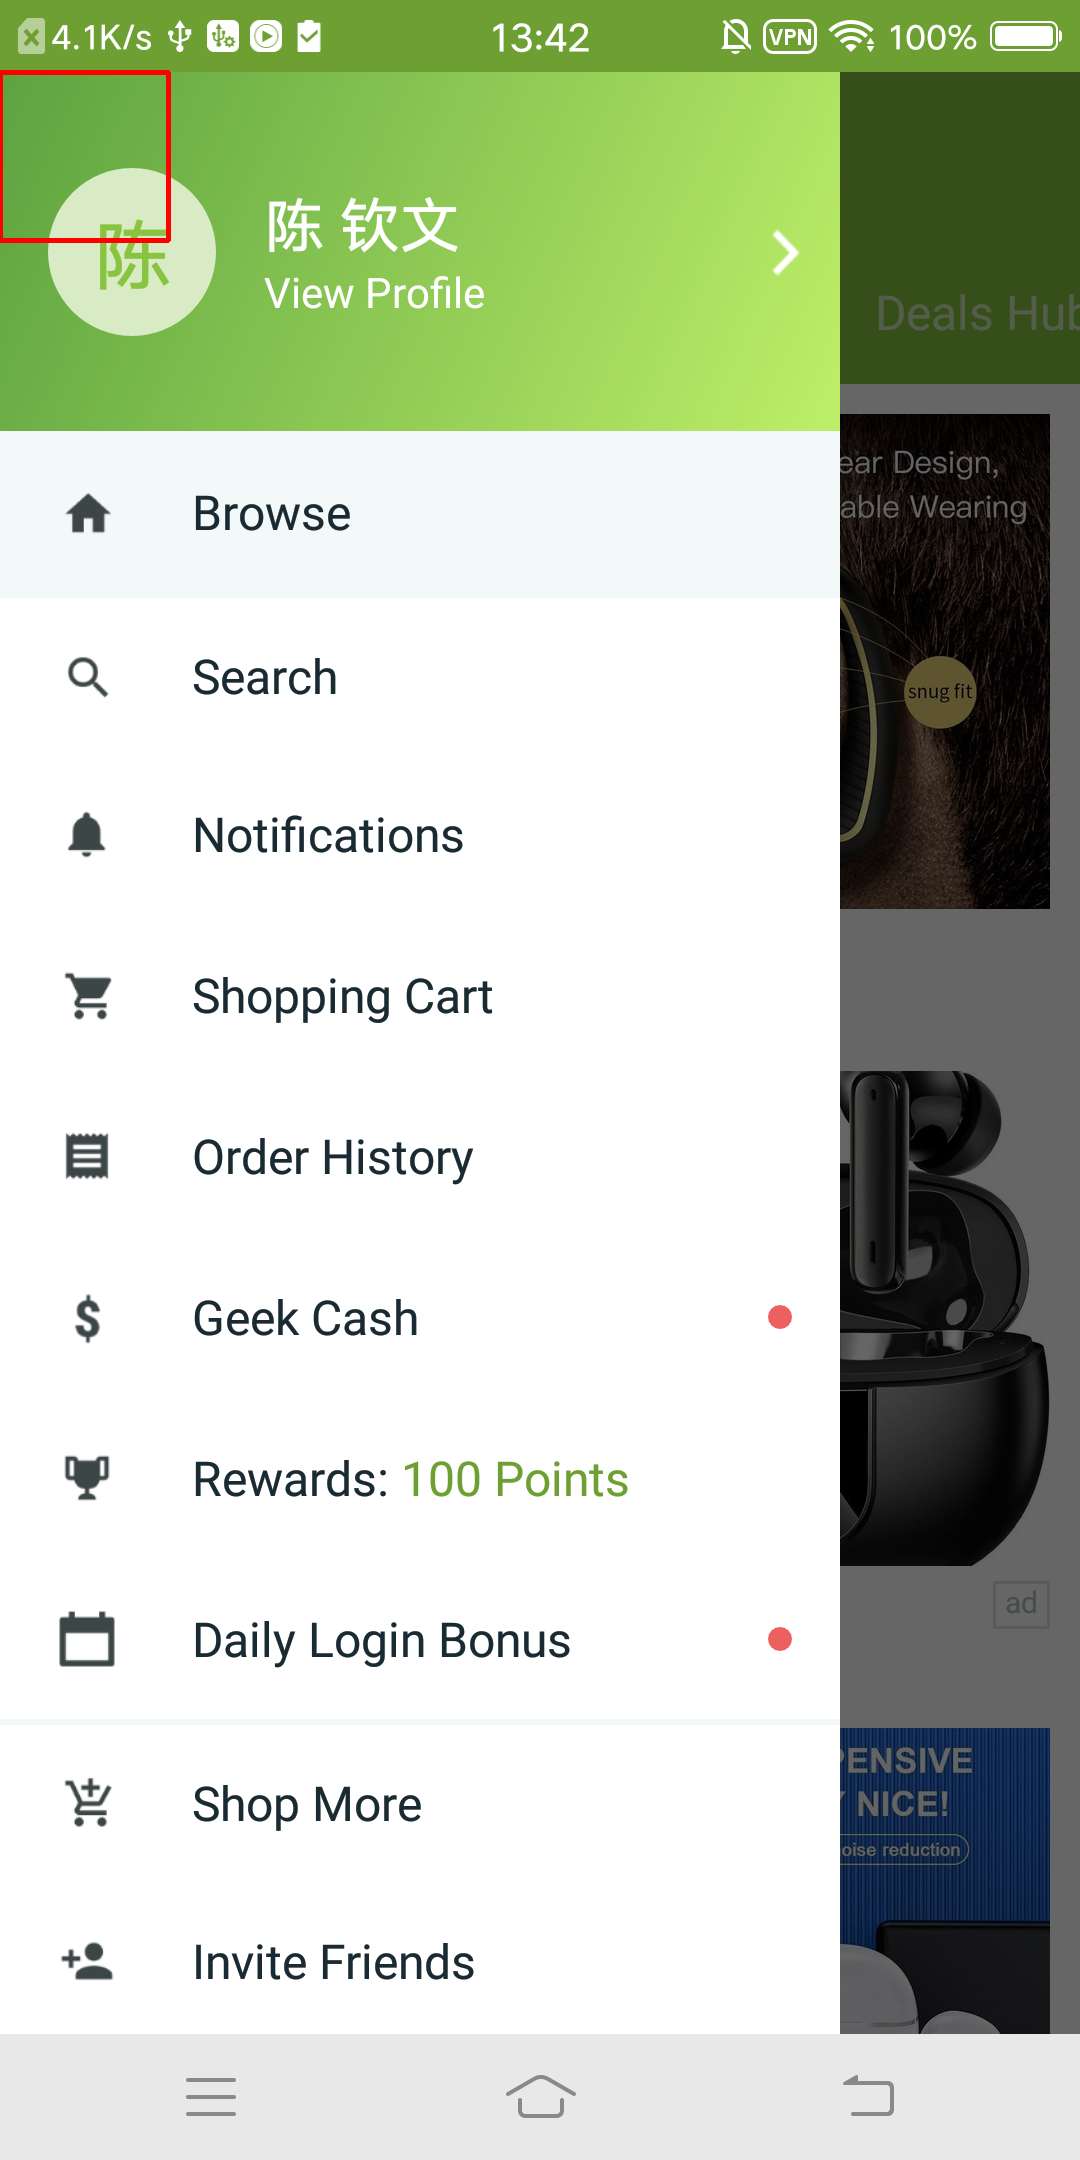 4.1K/s
13:42
VPN
100%
陈
陈 钦文
View Profile
Deals Hub
ear Design,
able Wearing
snug fit
Browse
Search
Notifications
Shopping Cart
Order History
Geek Cash
Rewards: 100 Points
Daily Login Bonus
ad
Shop More
Invite Friends
PENSIVE
Y NICE!
oise reduction